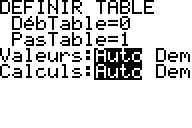 DEFINIR TABLE
DébTable=0
PasTable=1
Valeurs:Auto Dem
Calculs:Auto Dem